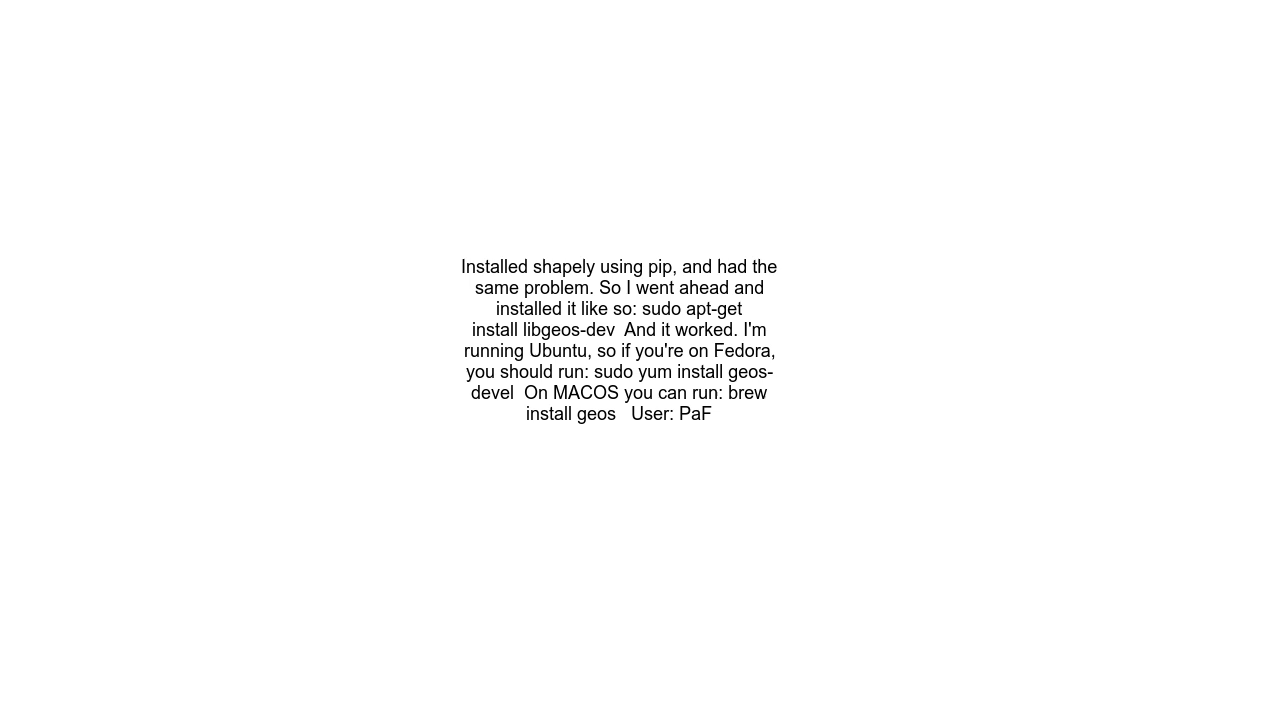 Installed shapely using pip, and had the
same problem. So I went ahead and
installed it like so: sudo apt-get
install libgeos-dev  And it worked. I'm
running Ubuntu, so if you're on Fedora,
you should run: sudo yum install geos-
devel  On MACOS you can run: brew
install geos   User: PaF